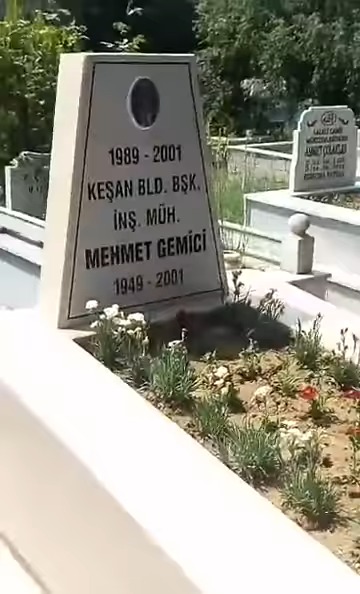 1989 - 2001
KEŞAN BLD. BŞK.
İNŞ. MÜH.
MEHMET GEMİCİ
1949 - 2001
AHMET